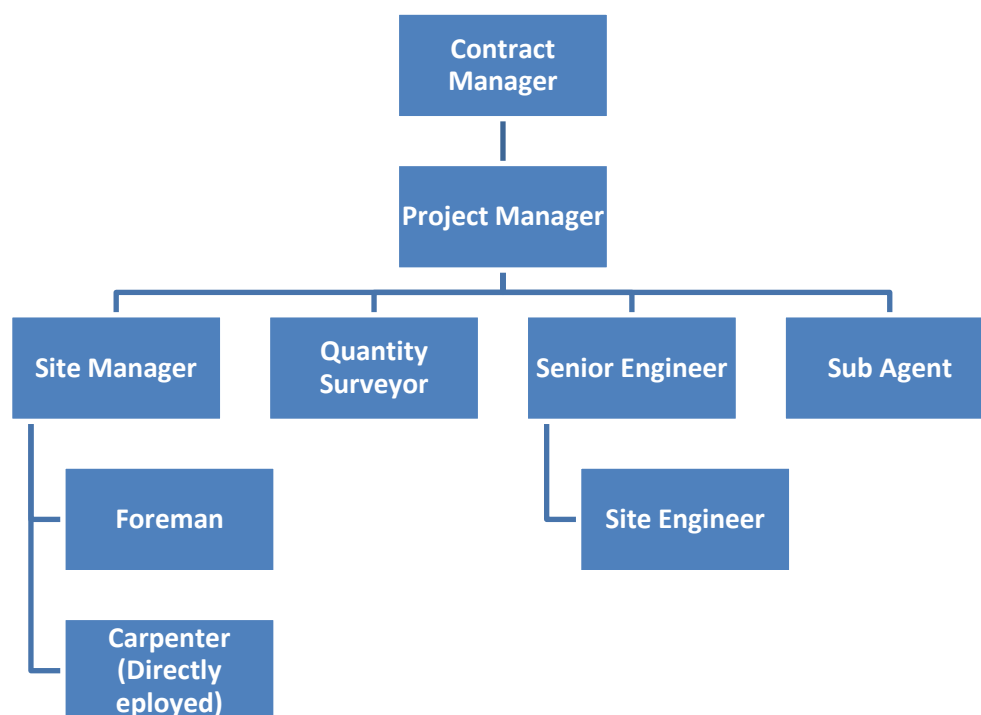 Contract
Manager
Project Manager
Site Manager
Quantity
Surveyor
Senior Engineer
Sub Agent
Foreman
Site Engineer
Carpenter
(Directly
eployed)